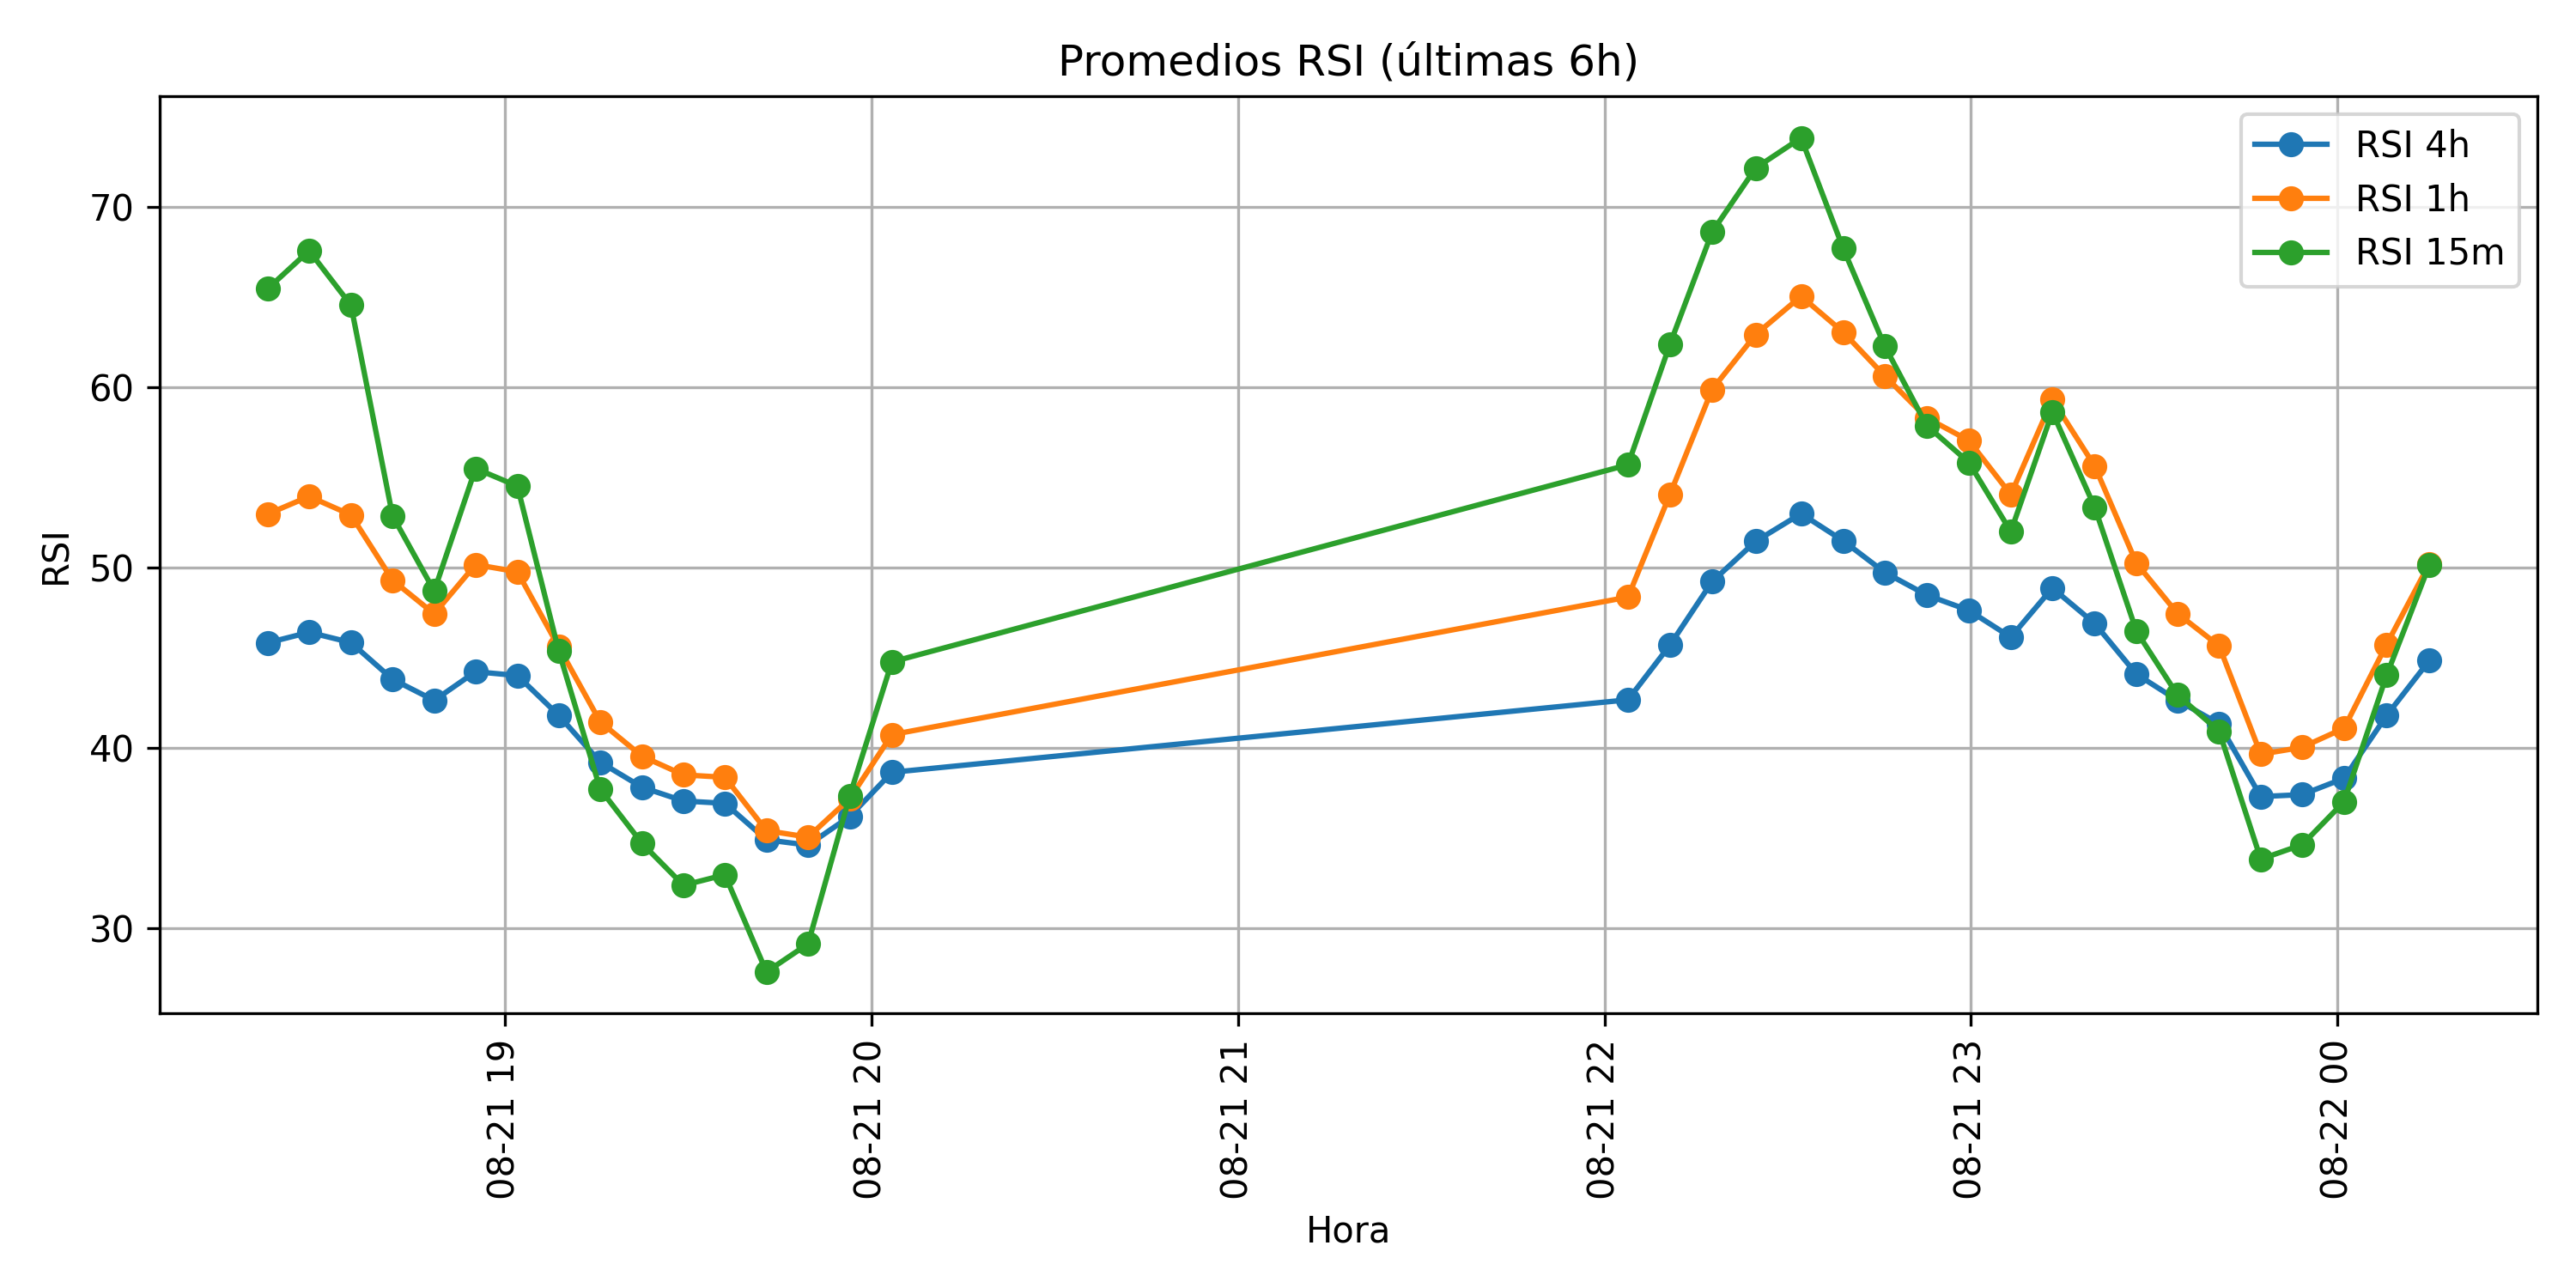 Promedios RSI (últimas 6h)
RSI 4h
RSI 1h
RSI 15m
RSI
70
60
50
40
30
08-21 19
08-21 20
08-21 21
08-21 22
08-21 23
08-22 00
Hora